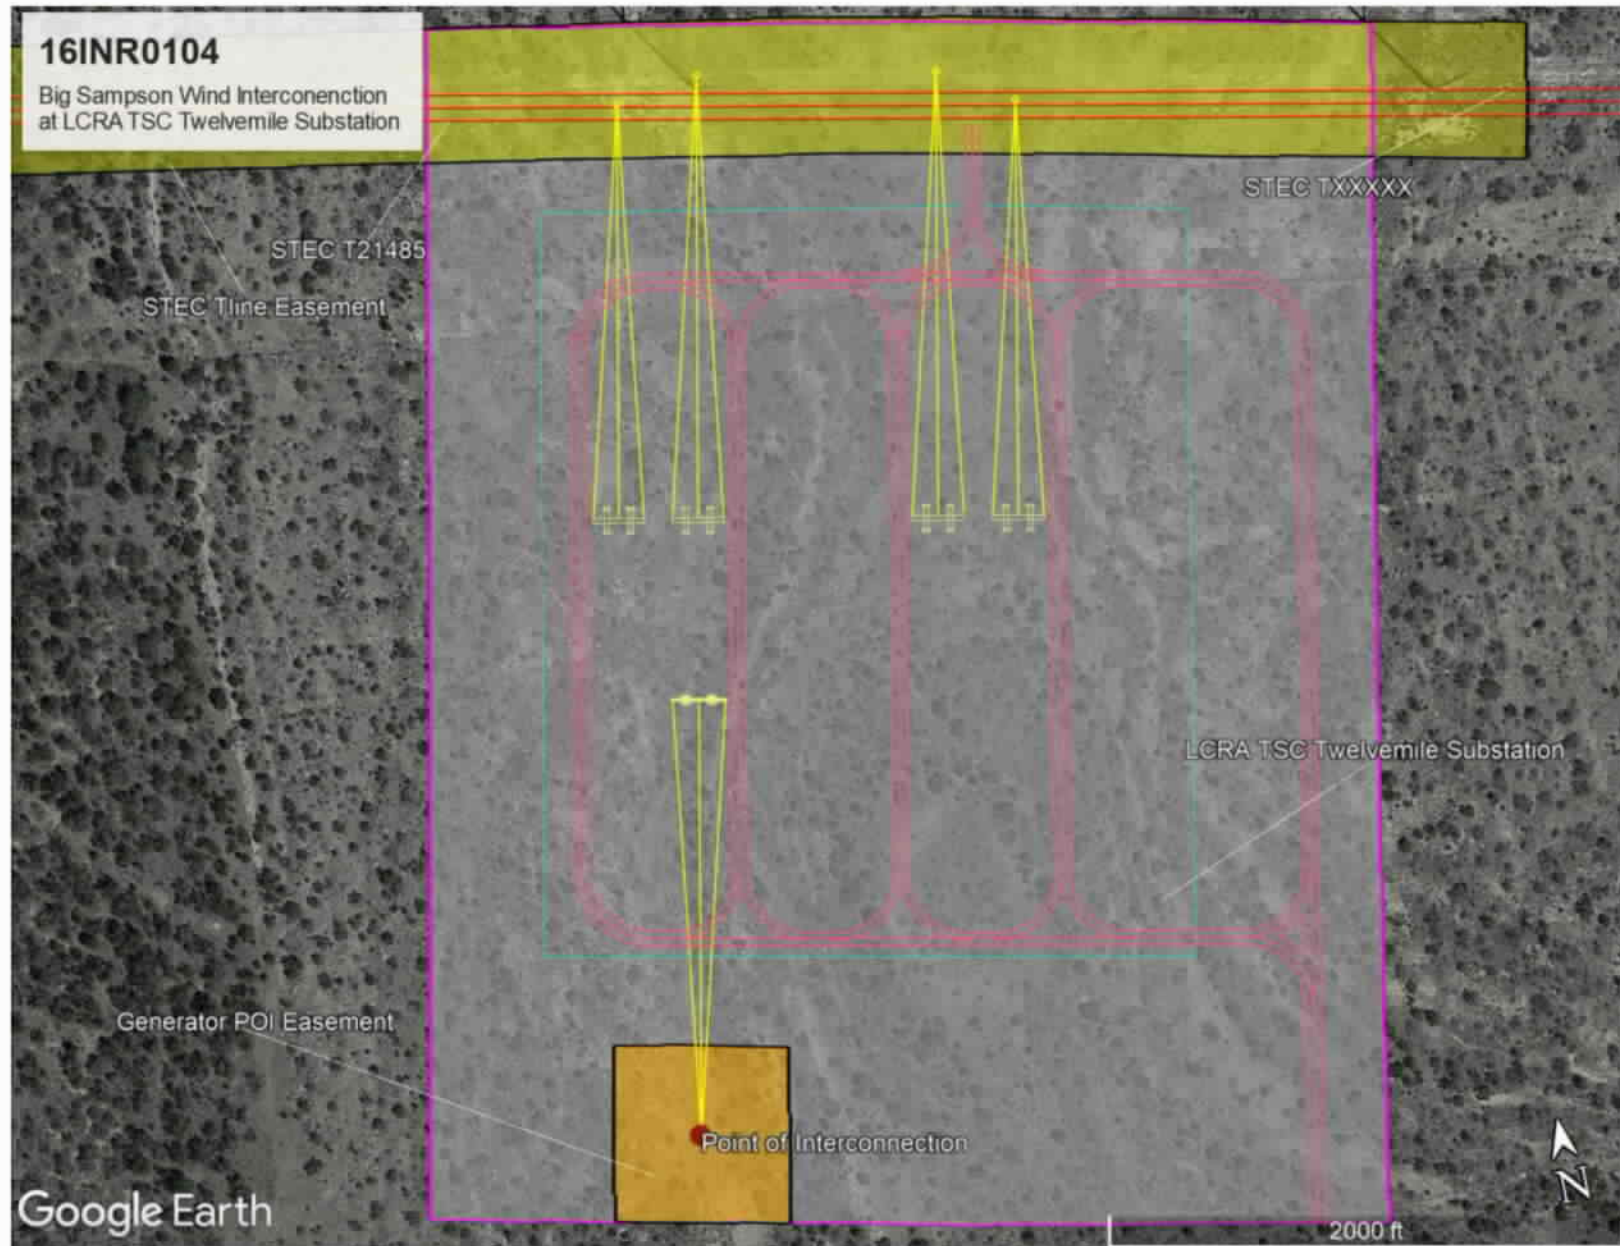 16INR0104
Big Sampson Wind Interconenction
at LCRA TSC Twelvemile Substation
STEC TXXXXX
STEC T21485
STEC Tline Easement
LCRA TSC Twelvemile Substation
Generator POI Easement
Point of Interconnection
N
Google Earth
2000 ft